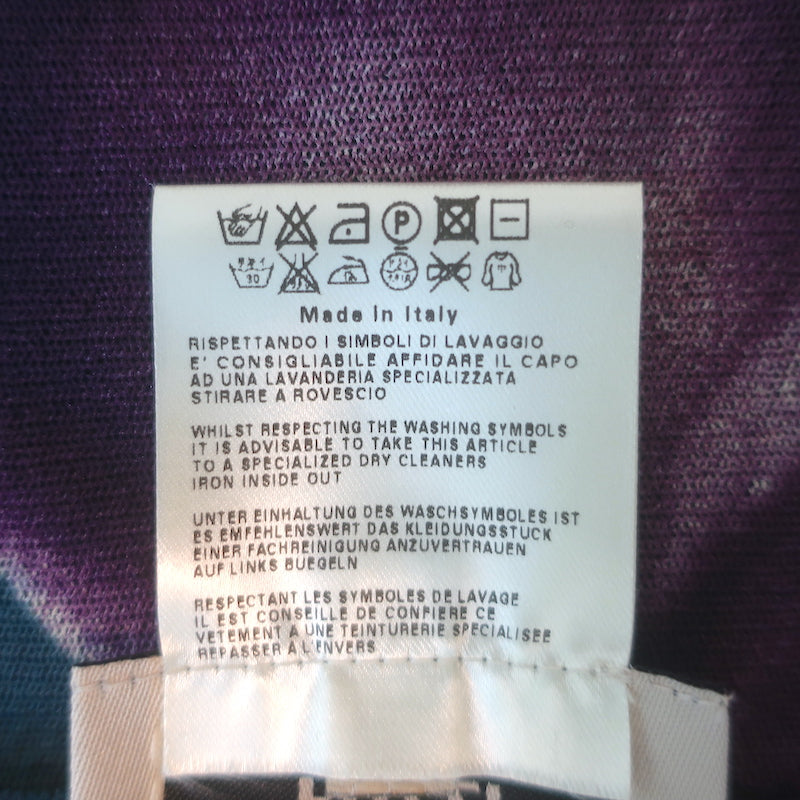 P
30
Made in Italy
RISPETTANDO I SIMBOLI DI LAVAGGIO
E' CONSIGLIABILE AFFIDARE IL CAPO
AD UNA LAVANDERIA SPECIALIZZATA
STIRARE A ROVESCIO
WHILST RESPECTING THE WASHING SYMBOLS
IT IS ADVISABLE TO TAKE THIS ARTICLE
TO A SPECIALIZED DRY CLEANERS
IRON INSIDE OUT
UNTER EINHALTUNG DES WASCHSYMBOLES IST
ES EMFEHLENSWERT DAS KLEIDUNGSSTUCK
EINER FACHREINIGUNG ANZUVERTRAUEN
AUF LINKS BUEGELN
RESPECTANT LES SYMBOLES DE LAVAGE
IL EST CONSEILLE DE CONFIERE CE
VETEMENT A UNE TEINTURERIE SPECIALISEE
REPASSER À L'ENVERS